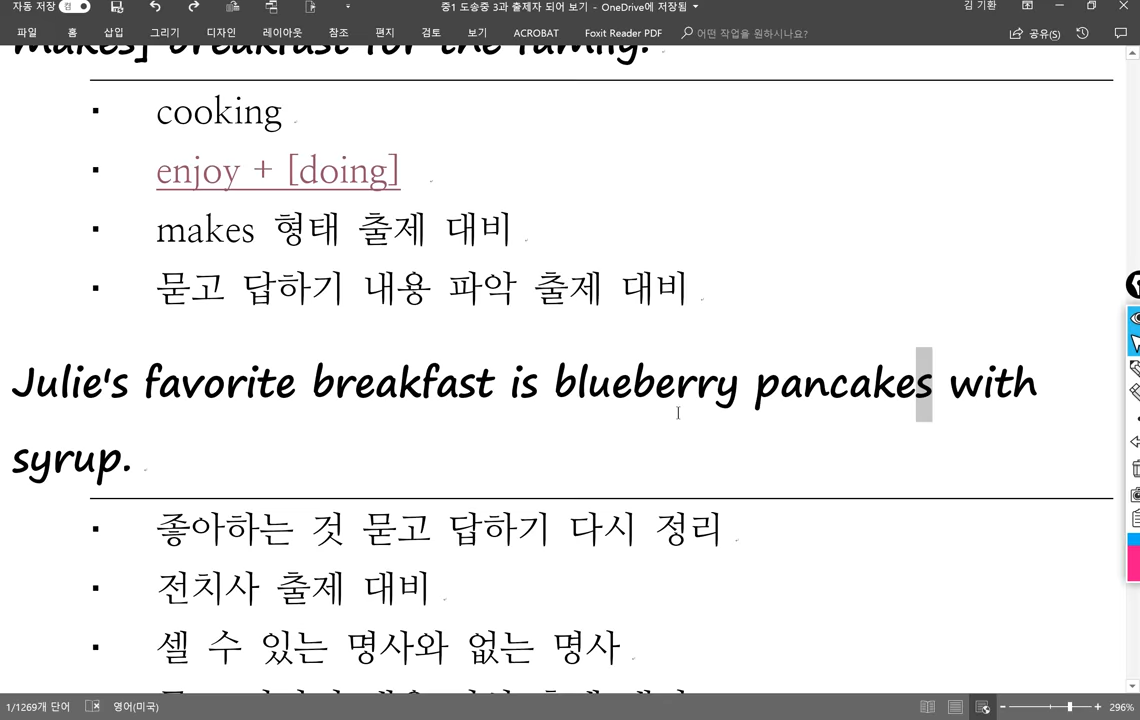 자동 저장 켬 중1 도송중 3과 출제자 되어 보기 - OneDrive에 저장됨 김 기환
파일 홈 삽입 그리기 디자인 레이아웃 참조 편지 검토 보기 ACROBAT Foxit Reader PDF 어떤 작업을 원하시나요? 공유(S)
makes] breakfast for the family.
▪ cooking
▪ enjoy + [doing]
▪ makes 형태 출제 대비
▪ 묻고 답하기 내용 파악 출제 대비
Julie's favorite breakfast is blueberry pancakes with
syrup.
▪ 좋아하는 것 묻고 답하기 다시 정리
▪ 전치사 출제 대비
▪ 셀 수 있는 명사와 없는 명사
1/1269개 단어 영어(미국) 296%